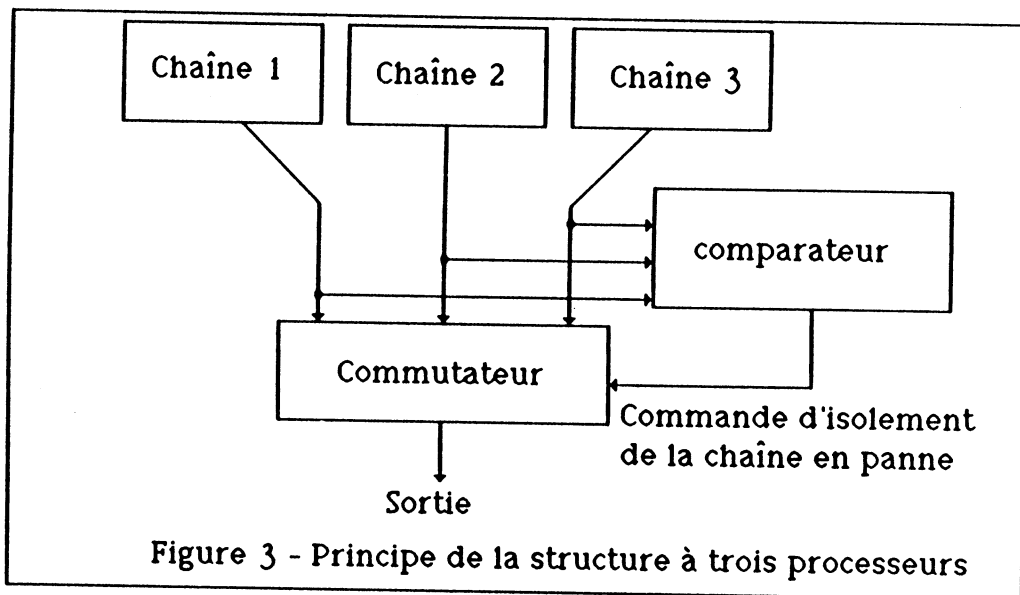 Chaîne 1
Chaîne 2
Chaîne 3
comparateur
Commutateur
Commande d'isolement
de la chaîne en panne
Sortie
Figure 3 - Principe de la structure à trois processeurs